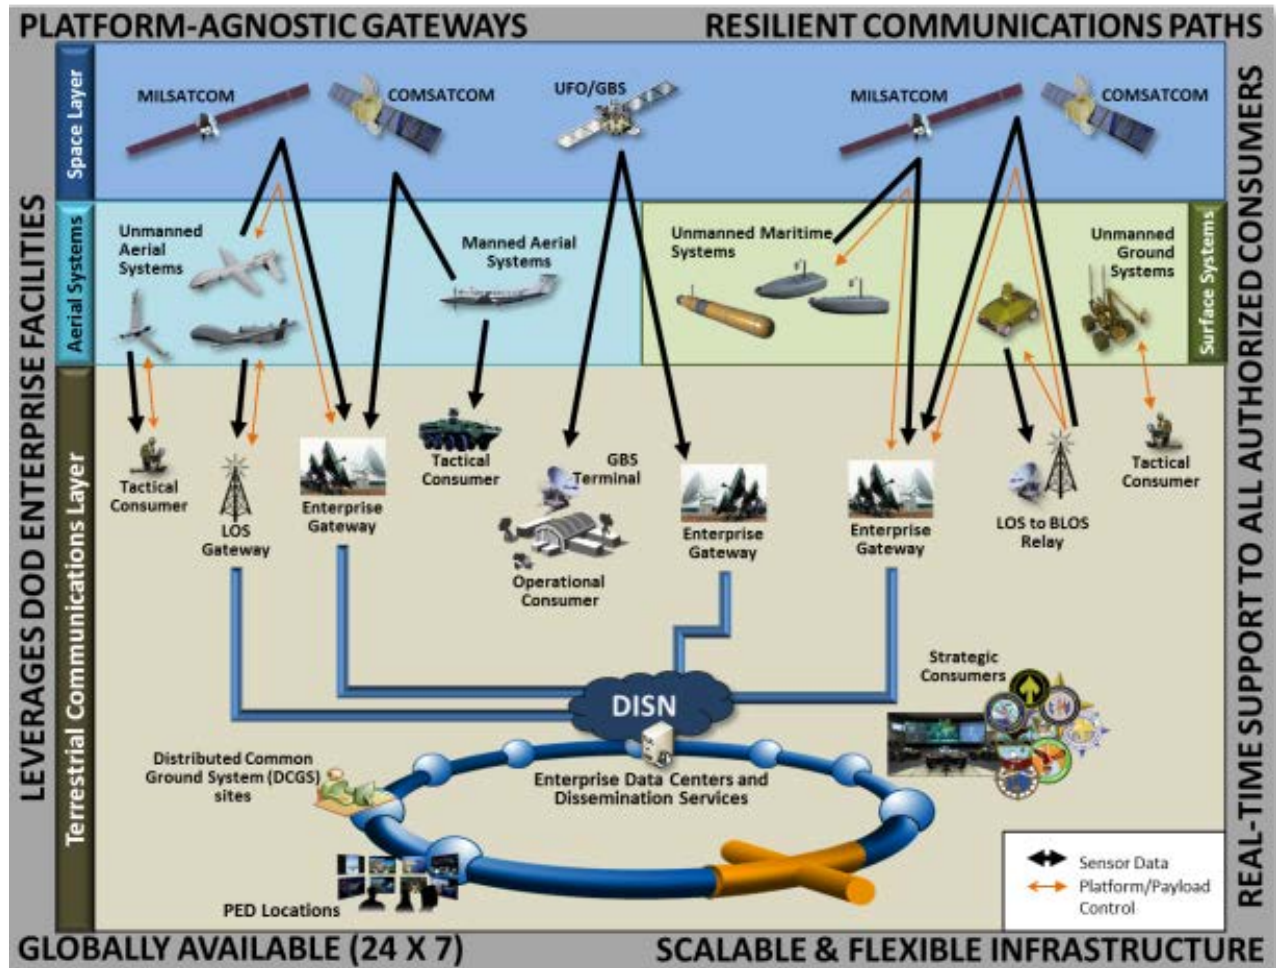 PLATFORM-AGNOSTIC GATEWAYS
RESILIENT COMMUNICATIONS PATHS
LEVERAGES DOD ENTERPRISE FACILITIES
REAL-TIME SUPPORT TO ALL AUTHORIZED CONSUMERS
Space Layer
MILSATCOM
COMSATCOM
UFO/GBS
MILSATCOM
COMSATCOM
Aerial Systems
Unmanned
Aerial
Systems
Manned Aerial
Systems
Unmanned Maritime
Systems
Unmanned
Ground
Systems
Surface Systems
Terrestrial Communications Layer
Tactical
Consumer
LOS
Gateway
Enterprise
Gateway
Tactical
Consumer
GBS
Terminal
Operational
Consumer
Enterprise
Gateway
Enterprise
Gateway
LOS to BLOS
Relay
Tactical
Consumer
DISN
Strategic
Consumers
Distributed Common
Ground System (DCGS)
sites
Enterprise Data Centers and
Dissemination Services
PED Locations
Sensor Data
Platform/Payload
Control
GLOBALLY AVAILABLE (24 X 7)
SCALABLE & FLEXIBLE INFRASTRUCTURE